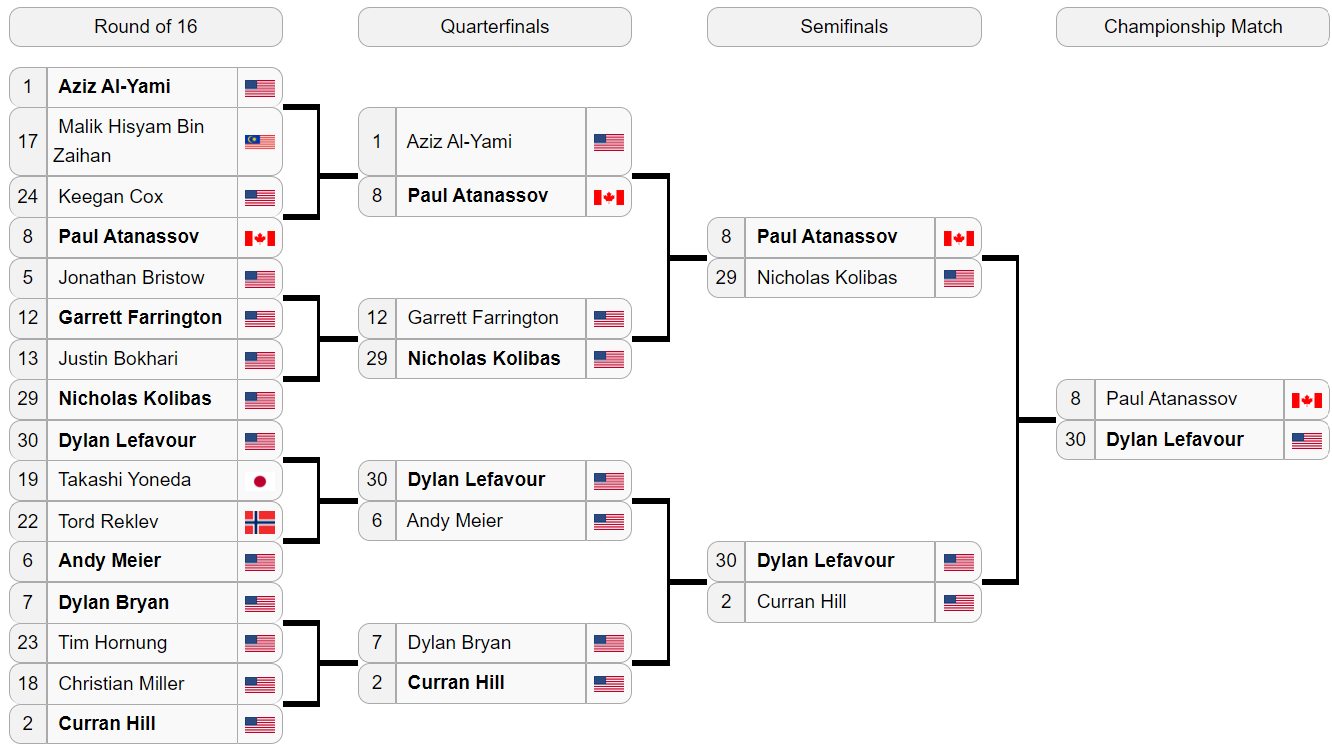 Round of 16
Quarterfinals
Semifinals
Championship Match
1 Aziz Al-Yami
17 Malik Hisyam Bin
Zaihan
24 Keegan Cox
8 Paul Atanassov
5 Jonathan Bristow
12 Garrett Farrington
13 Justin Bokhari
29 Nicholas Kolibas
30 Dylan Lefavour
19 Takashi Yoneda
22 Tord Reklev
6 Andy Meier
7 Dylan Bryan
23 Tim Hornung
18 Christian Miller
2 Curran Hill
1 Aziz Al-Yami
8 Paul Atanassov
12 Garrett Farrington
29 Nicholas Kolibas
30 Dylan Lefavour
6 Andy Meier
7 Dylan Bryan
2 Curran Hill
8 Paul Atanassov
29 Nicholas Kolibas
30 Dylan Lefavour
2 Curran Hill
8 Paul Atanassov
30 Dylan Lefavour